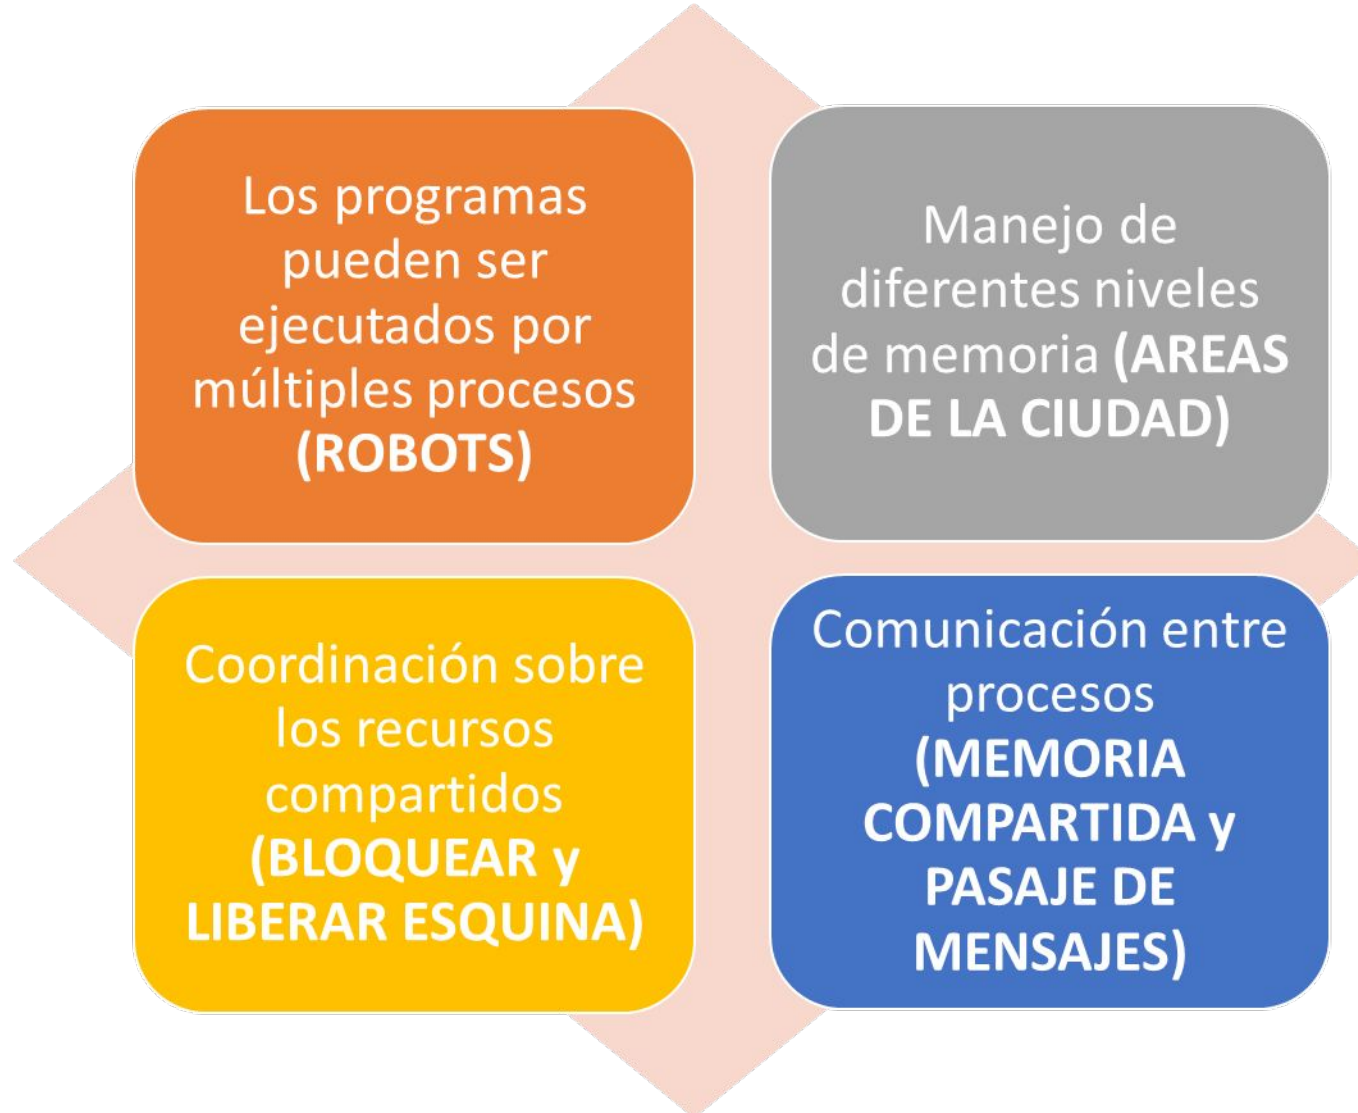 Los programas
pueden ser
ejecutados por
múltiples procesos
(ROBOTS)
Manejo de
diferentes niveles
de memoria (AREAS
DE LA CIUDAD)
Coordinación sobre
los recursos
compartidos
(BLOQUEAR y
LIBERAR ESQUINA)
Comunicación entre
procesos
(MEMORIA
COMPARTIDA y
PASAJE DE
MENSAJES)